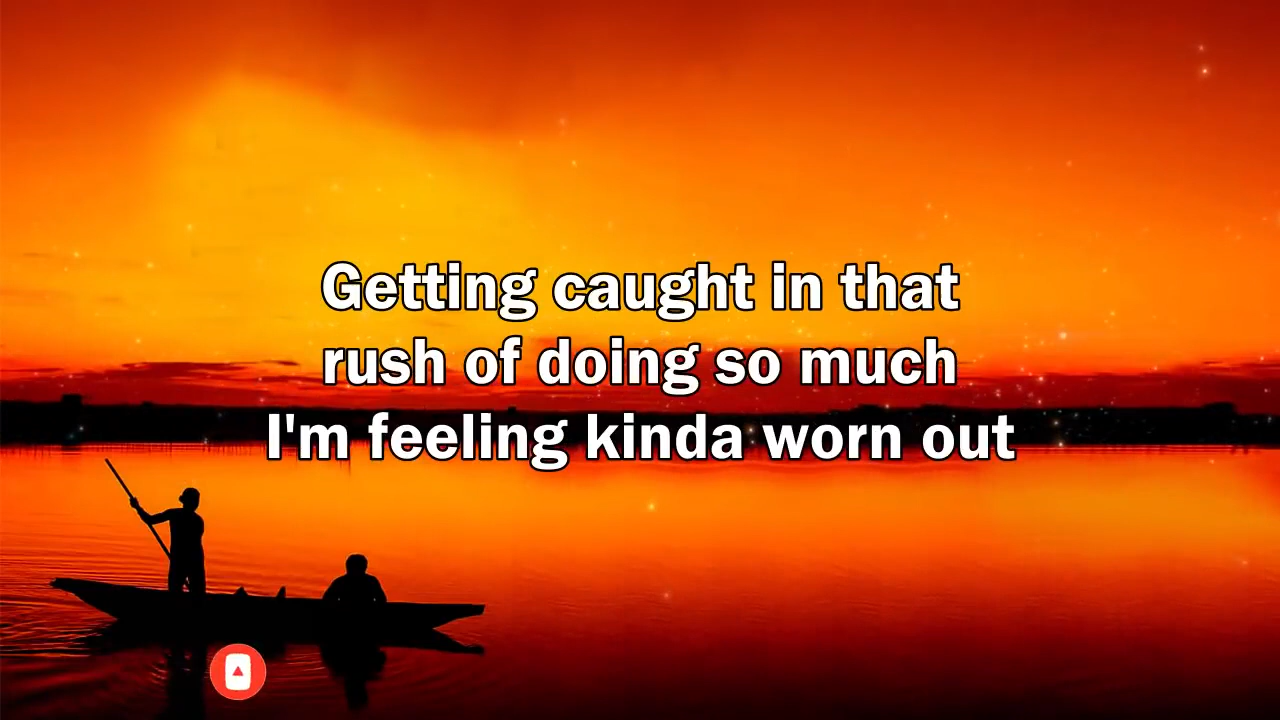 Getting caught in that
rush of doing so much
I'm feeling kinda worn out